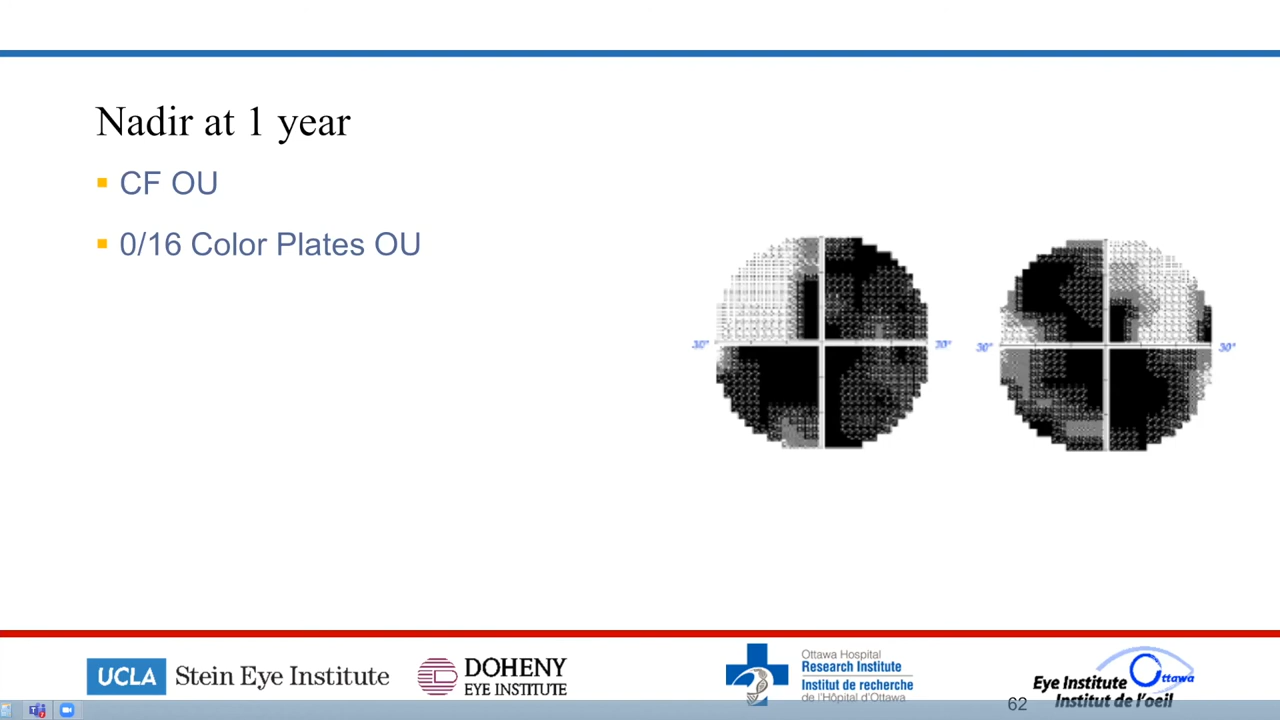 Nadir at 1 year
CF OU
0/16 Color Plates OU
30°
30°
30°
30°
UCLA Stein Eye Institute
DOHENY
EYE INSTITUTE
Ottawa Hospital
Research Institute
Institut de recherche
de l'Hôpital d'Ottawa
62
Eye Institute Ottawa
Institut de l'oeil